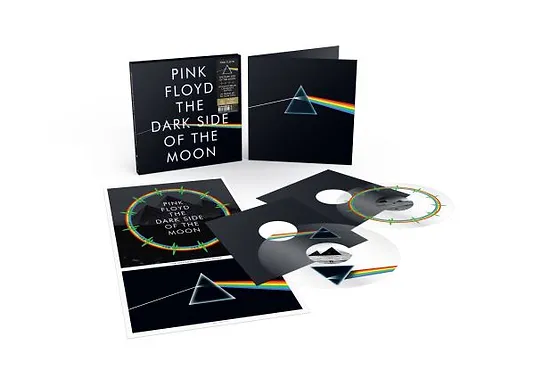 PINK
FLOYD
THE
DARK SIDE
OF THE
MOON
PINK
FLOYD
THE
DARK SIDE
OF THE
MOON